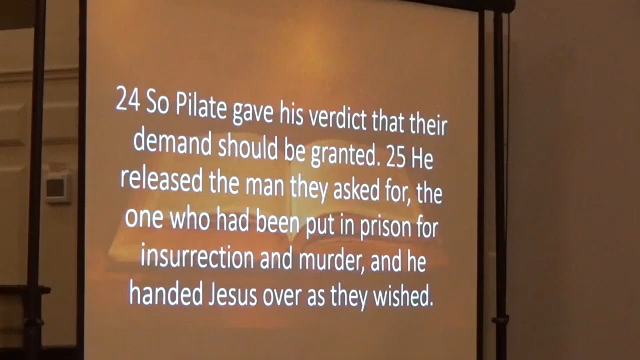 24 So Pilate gave his verdict that their
demand should be granted. 25 He
released the man they asked for, the
one who had been put in prison for
insurrection and murder, and he
handed Jesus over as they wished.